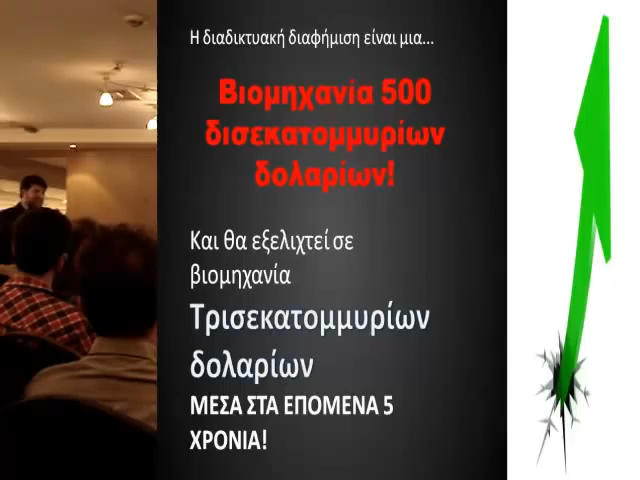 Η διαδικτυακή διαφήμιση είναι μια...
Βιομηχανία 500
δισεκατομμυρίων
δολαρίων!
Και θα εξελιχτεί σε
βιομηχανία
Τρισεκατομμυρίων
δολαρίων
ΜΕΣΑ ΣΤΑ ΕΠΟΜΕΝΑ 5
ΧΡΟΝΙΑ!